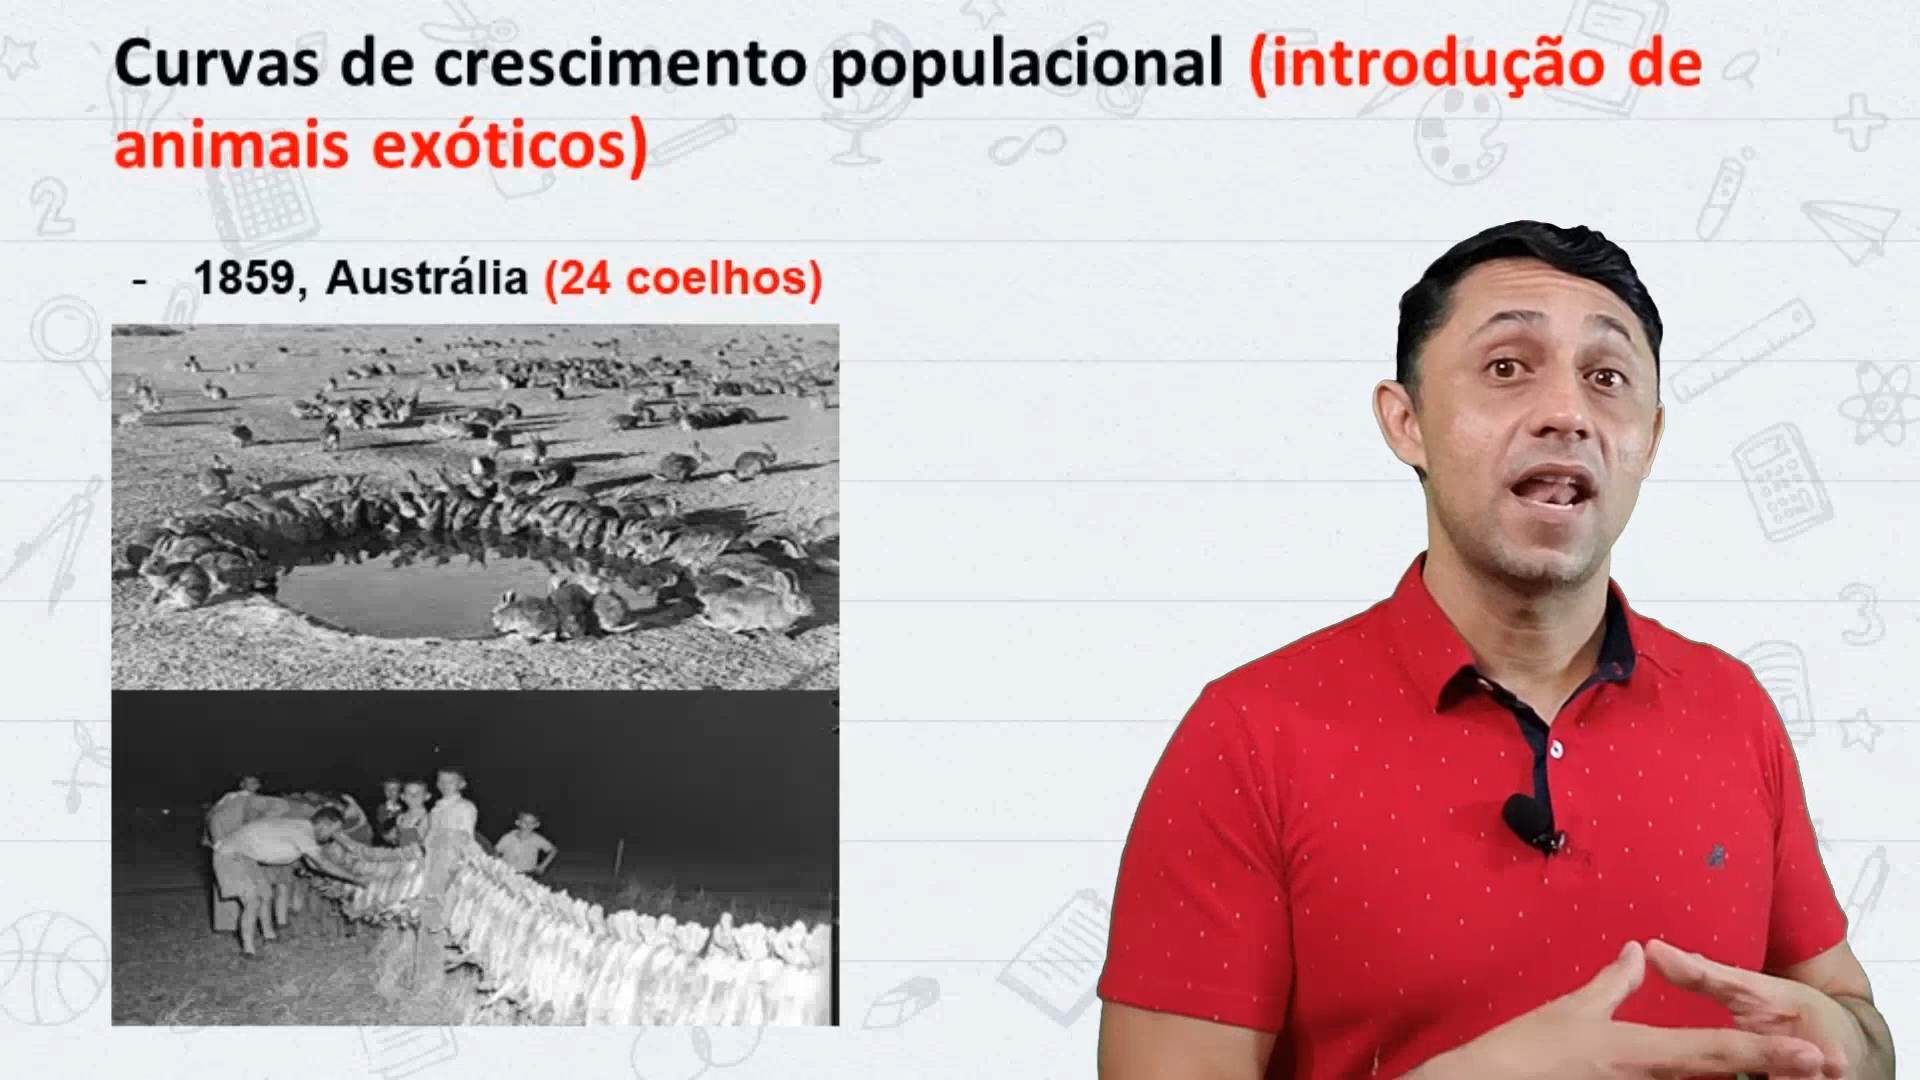 Curvas de crescimento populacional (introdução de
animais exóticos)
- 1859, Austrália (24 coelhos)